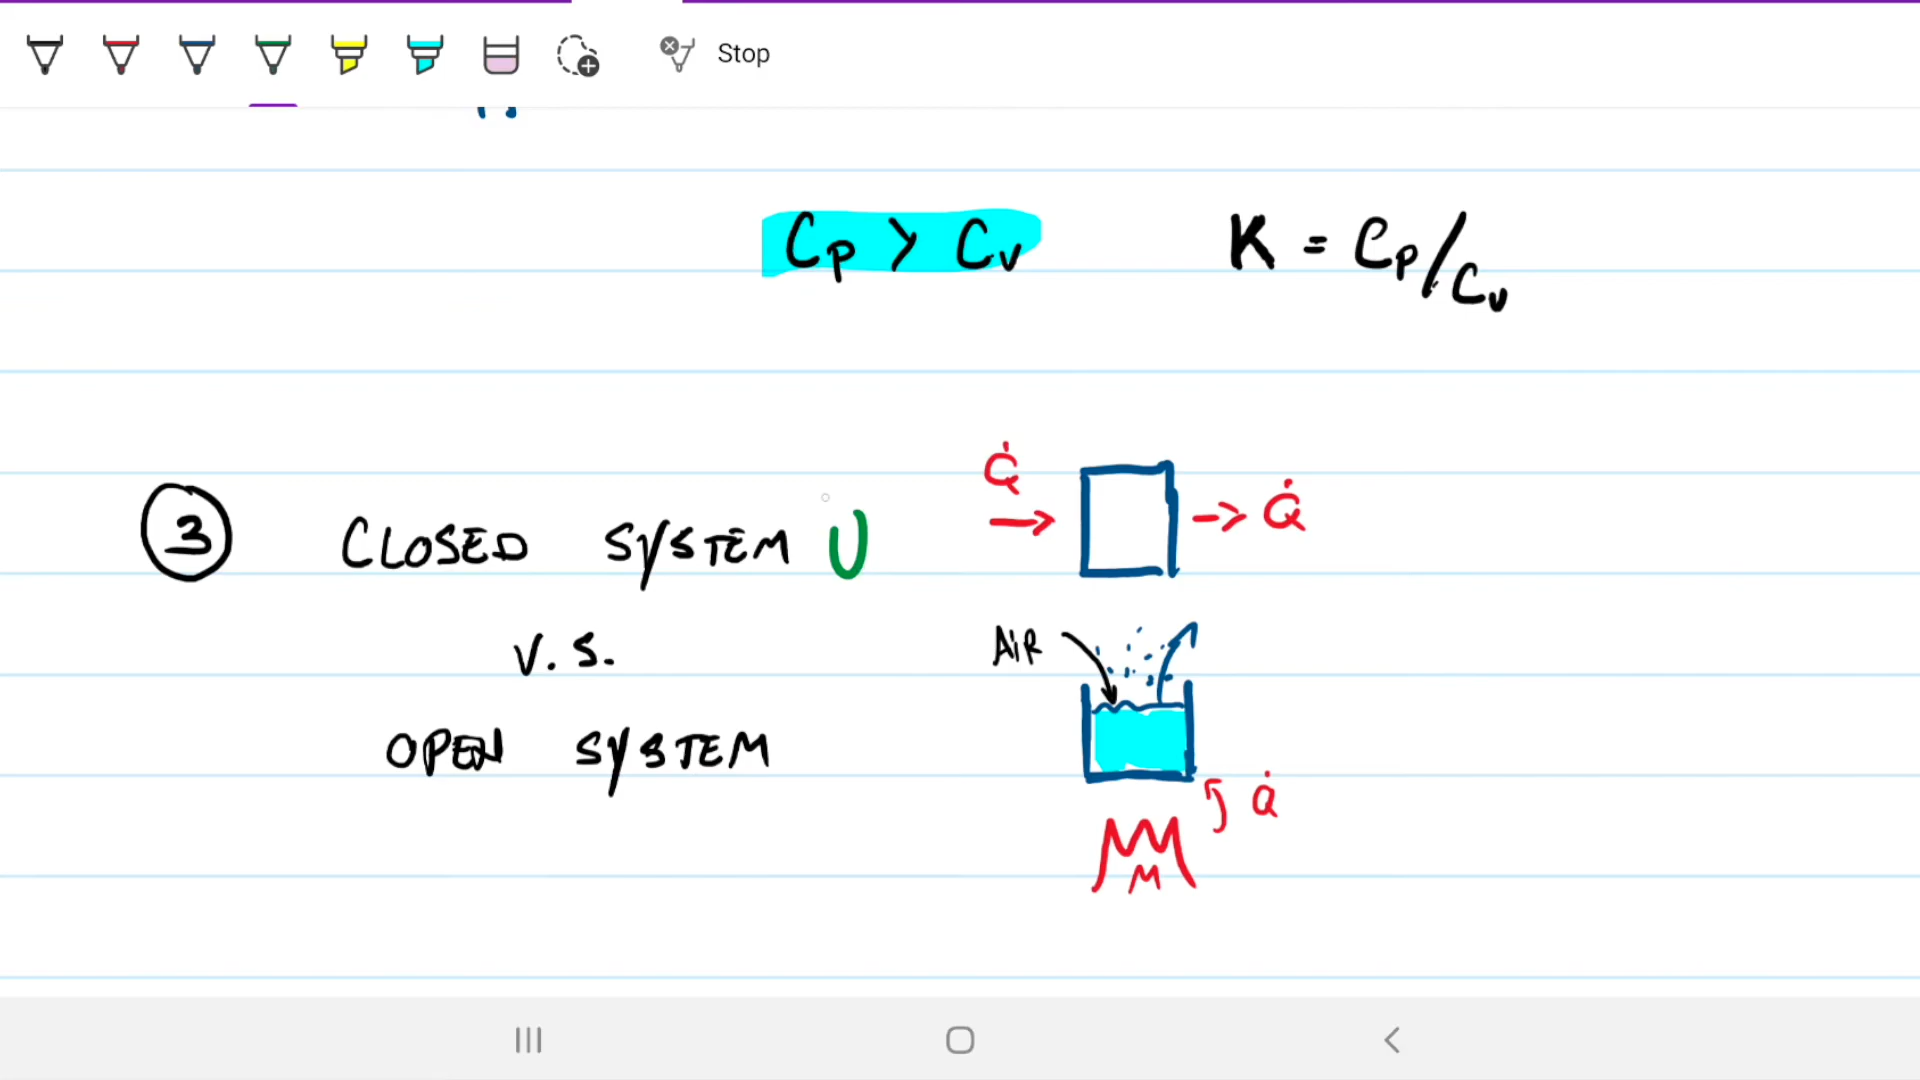 Stop
Cp > Cv K = Cp/Cv
Q̇
3 CLOSED SYSTEM U → → Q̇
V.S. AIR
OPEN SYSTEM
Q̇